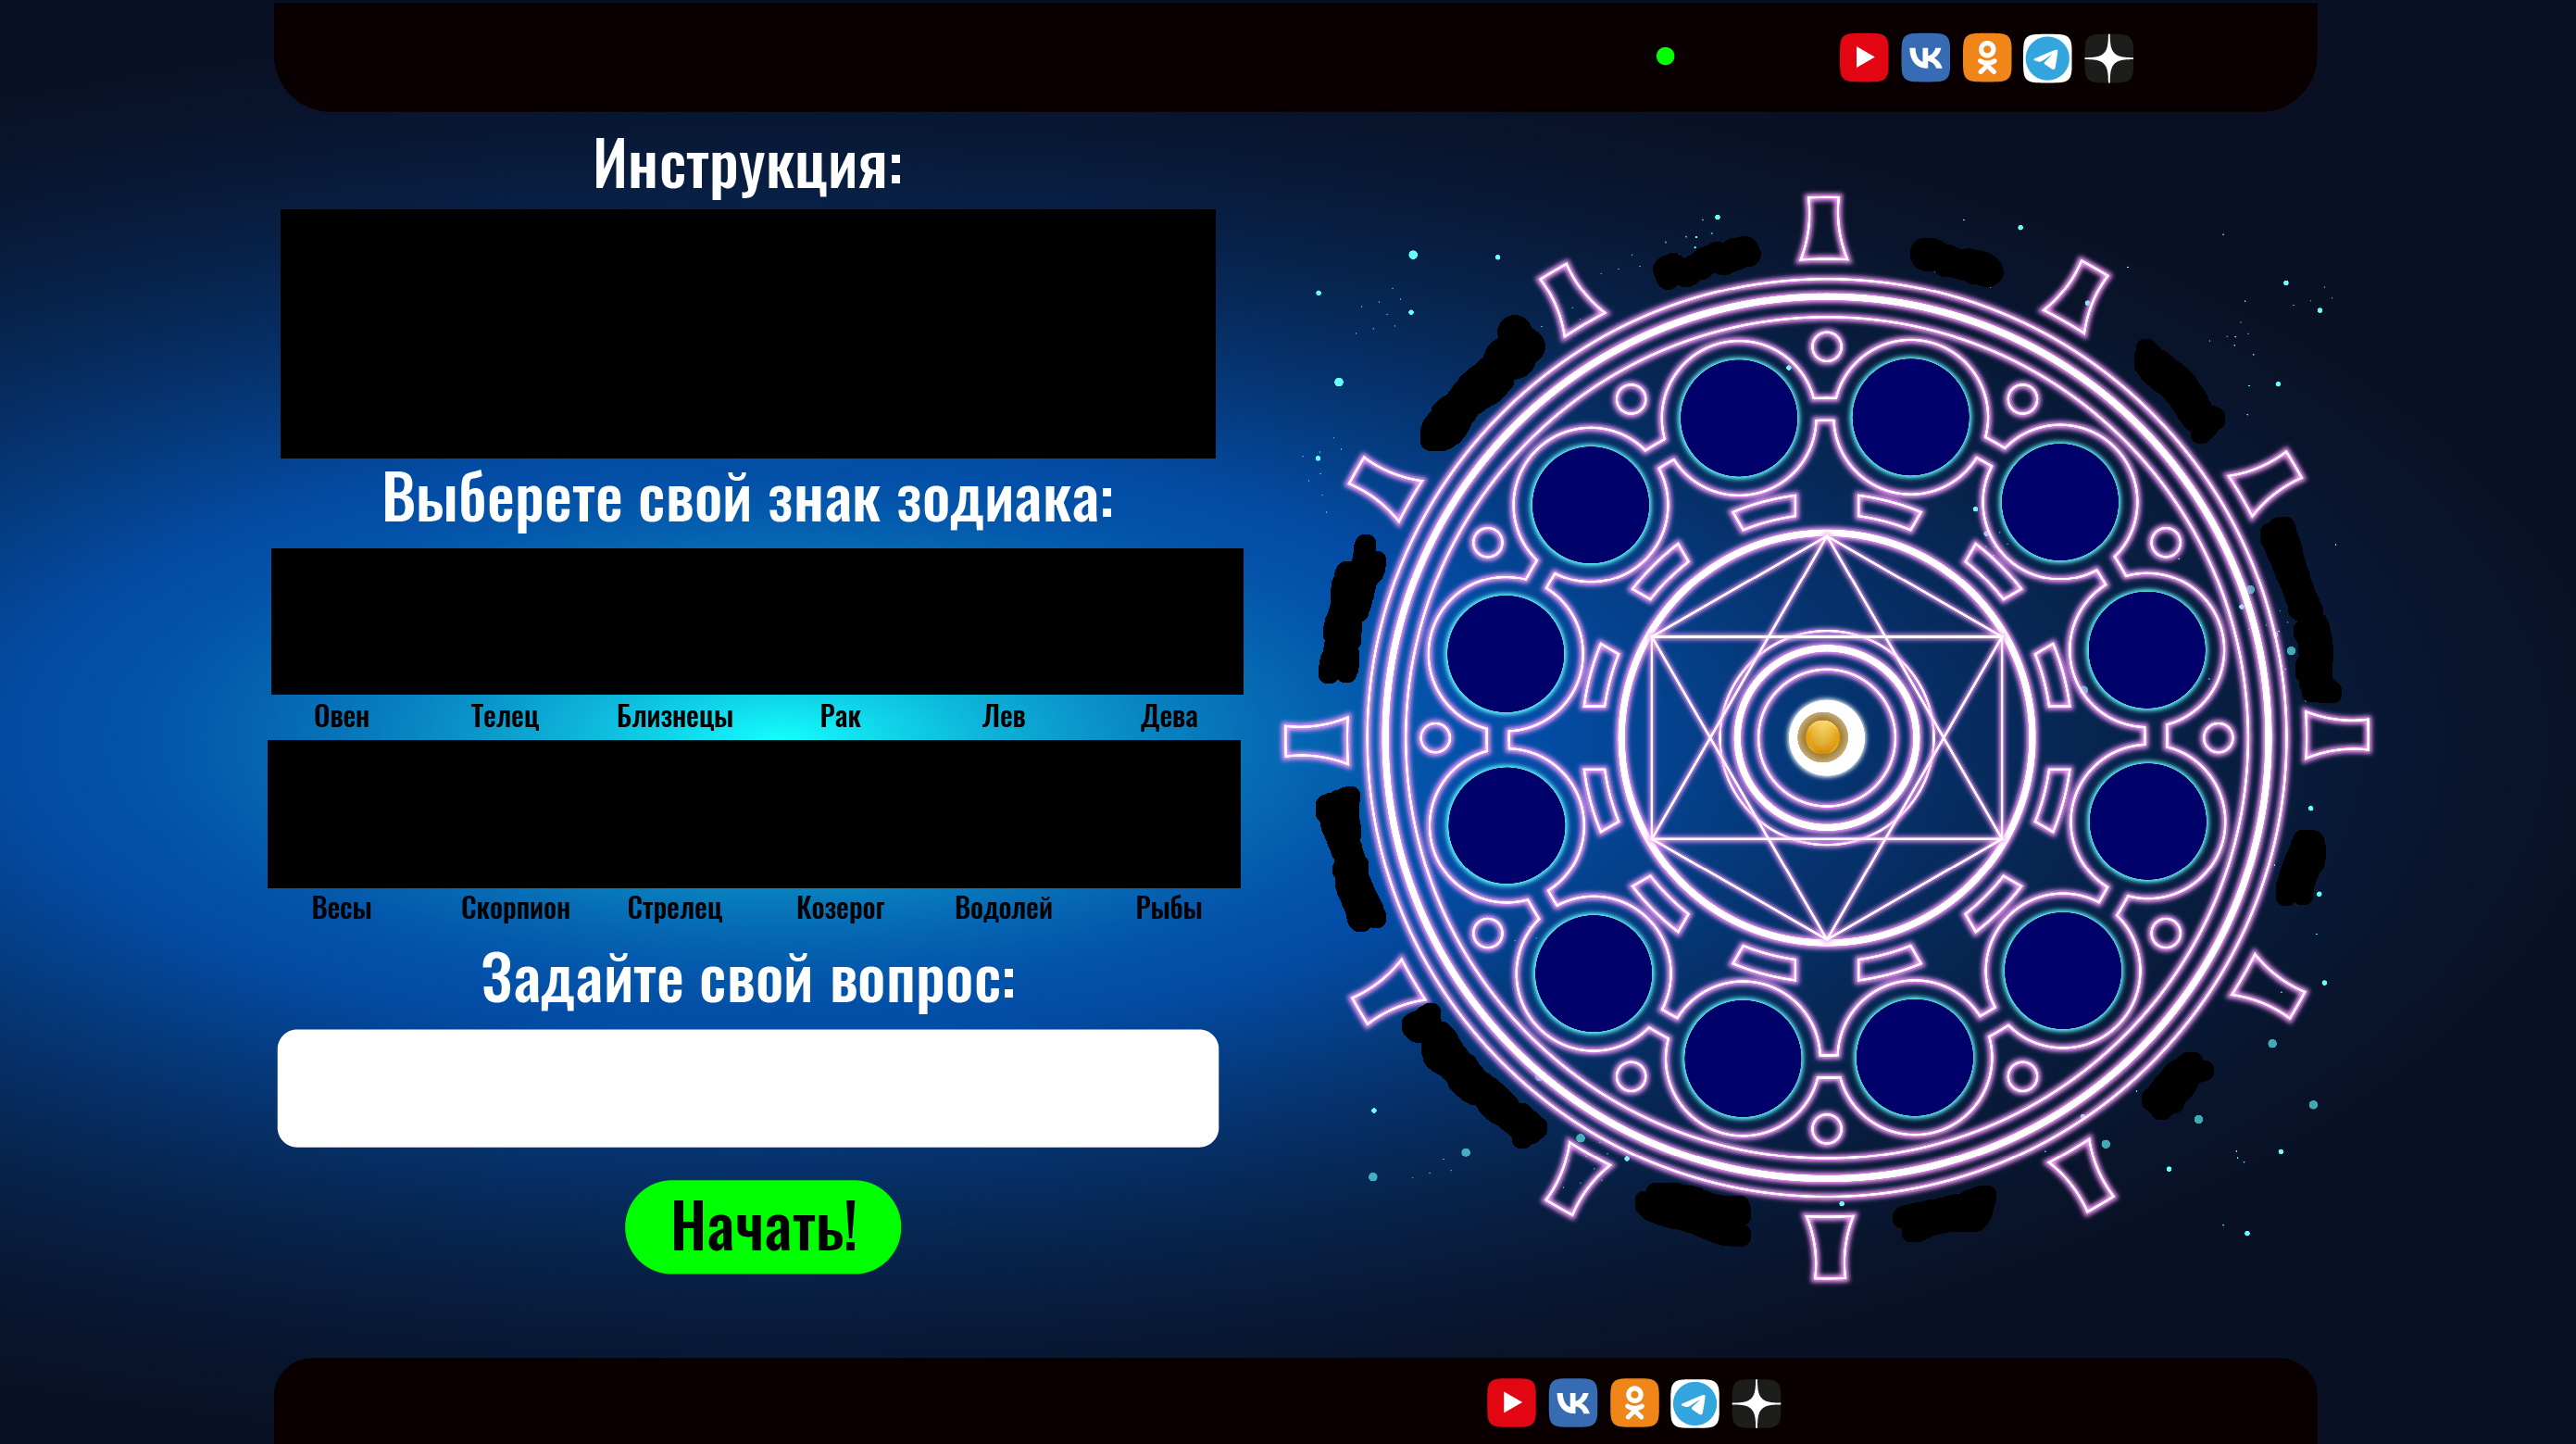 Инструкция:
Выберете свой знак зодиака:
Овен Телец Близнецы Рак Лев Дева
Весы Скорпион Стрелец Козерог Водолей Рыбы
Задайте свой вопрос:
Начать!